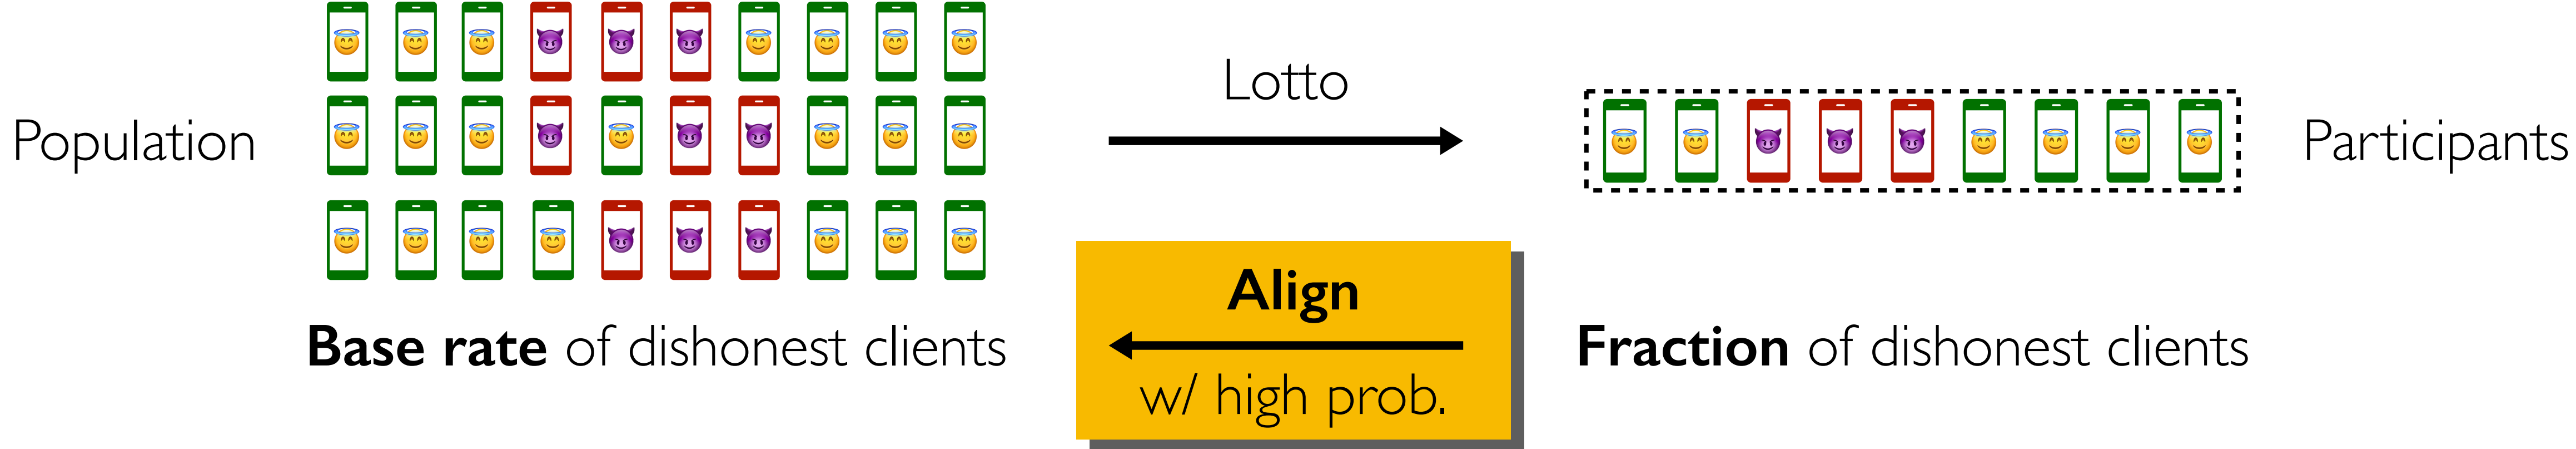 Population
Lotto
Participants
Base rate of dishonest clients
Align
w/ high prob.
Fraction of dishonest clients